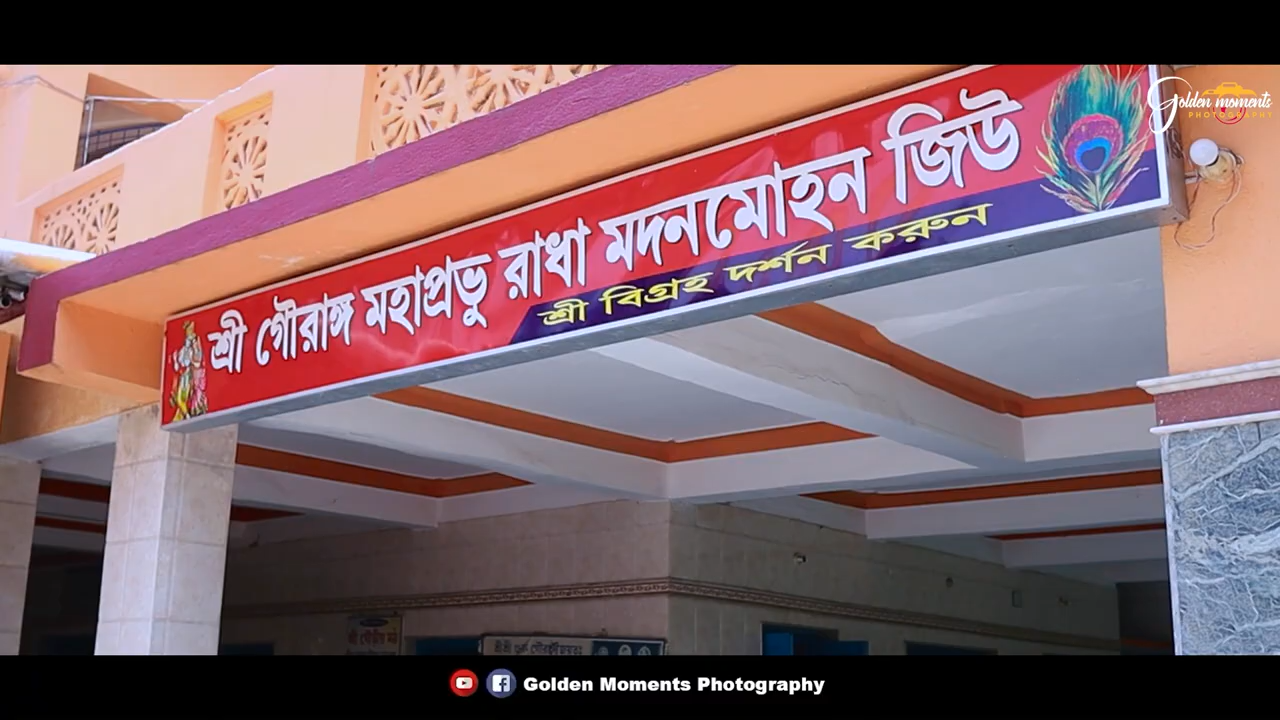 Golden moments
PHOTOGRAPHY
শ্রী গৌরাঙ্গ মহাপ্রভু রাধা মদনমোহন জিউ
শ্রী বিগ্রহ দর্শন করুন
Golden Moments Photography